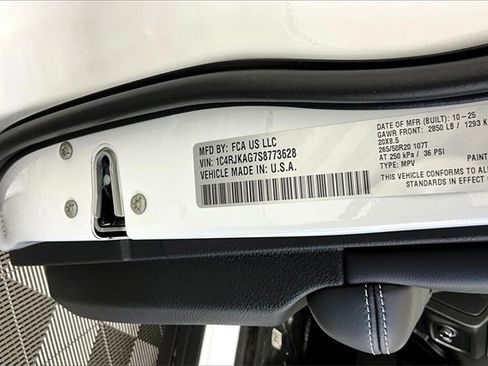 MFD BY: FCA US LLC
VIN: 1C4RJKAG7S8773628
VEHICLE MADE IN: U.S.A.
DATE OF MFR (BUILT): 10-25
GAWR FRONT: 2850 LB / 1293 K
20X8.5
265/50R20 107T
AT 250 kPa / 36 PSI
TYPE: MPV
PAINT
THIS VEHICLE CONFORMS TO ALL
STANDARDS IN EFFECT